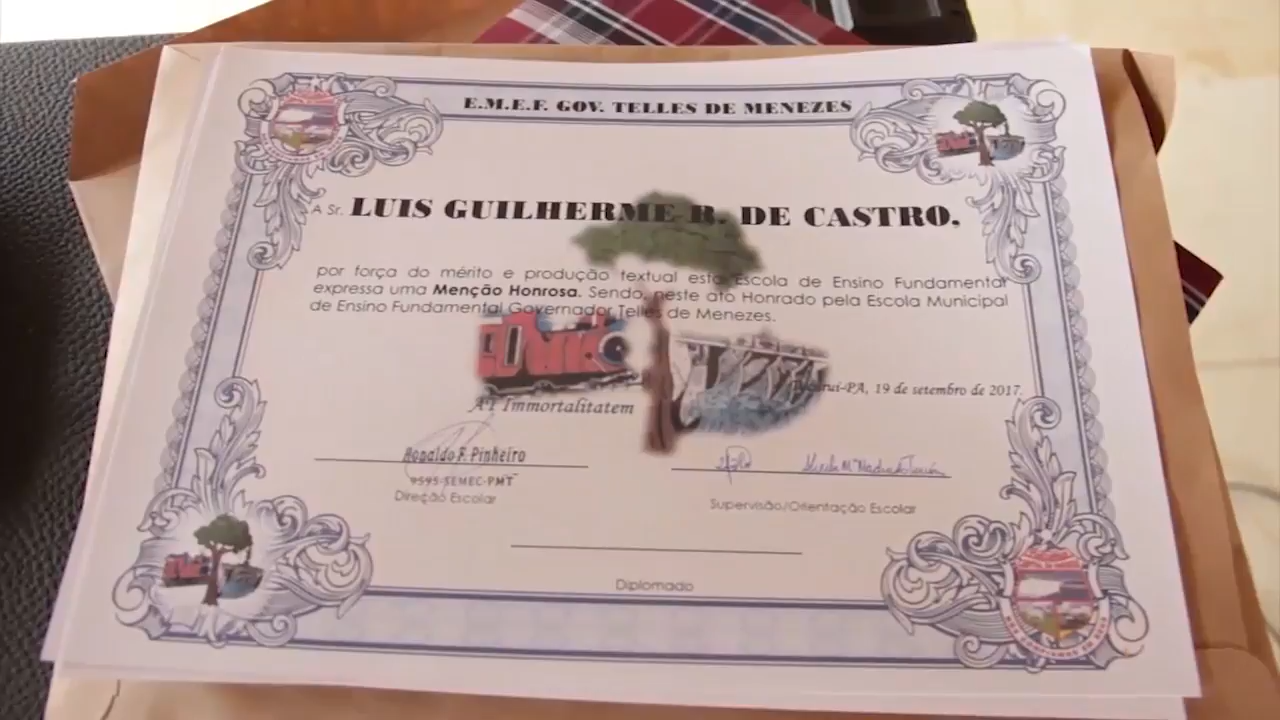 E.M.E.F. GOV. TELLES DE MENEZES
A Sr. LUIS GUILHERME R. DE CASTRO,
por força do mérito e produção textual esta Escola de Ensino Fundamental
expressa uma Menção Honrosa. Sendo, neste ato Honrado pela Escola Municipal
de Ensino Fundamental Governador Telles de Menezes.
Tucuruí-PA, 19 de setembro de 2017.
AD Immortalitatem
Ronaldo F. Pinheiro
9595-SEMEC-PMT
Direção Escolar
Supervisão/Orientação Escolar
Diplomado